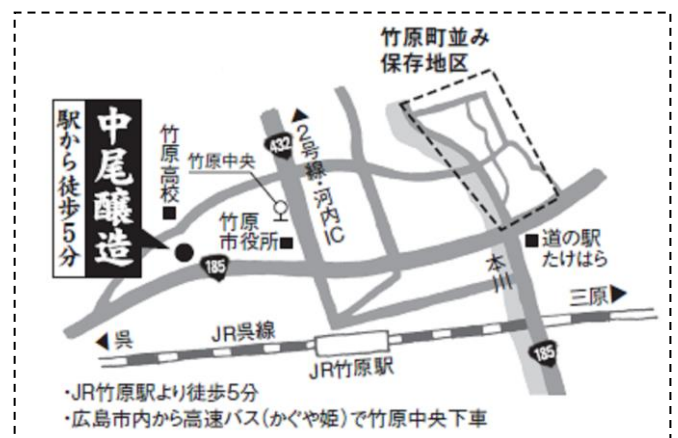 竹原町並み
保存地区
中尾醸造
駅から徒歩5分
竹原高校
竹原中央
432
2号線・河内IC
竹原
市役所
185
本川
道の駅
たけはら
三原
呉
JR呉線
JR竹原駅
185
・JR竹原駅より徒歩5分
・広島市内から高速バス(かぐや姫)で竹原中央下車